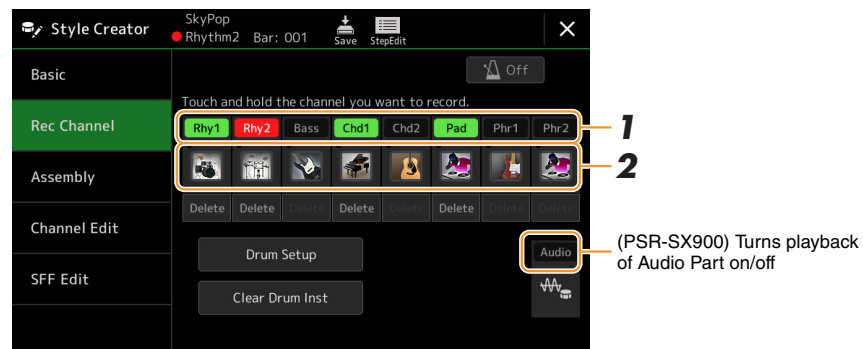 Style Creator
SkyPop
Rhythm2 Bar: 001
Save StepEdit
Basic
Off
Touch and hold the channel you want to record.
Rec Channel
Rhy1 Rhy2 Bass Chd1 Chd2 Pad Phr1 Phr2
1
Assembly
2
Delete Delete Delete Delete Delete Delete Delete Delete
Channel Edit
Drum Setup
Audio
(PSR-SX900) Turns playback
of Audio Part on/off
SFF Edit
Clear Drum Inst